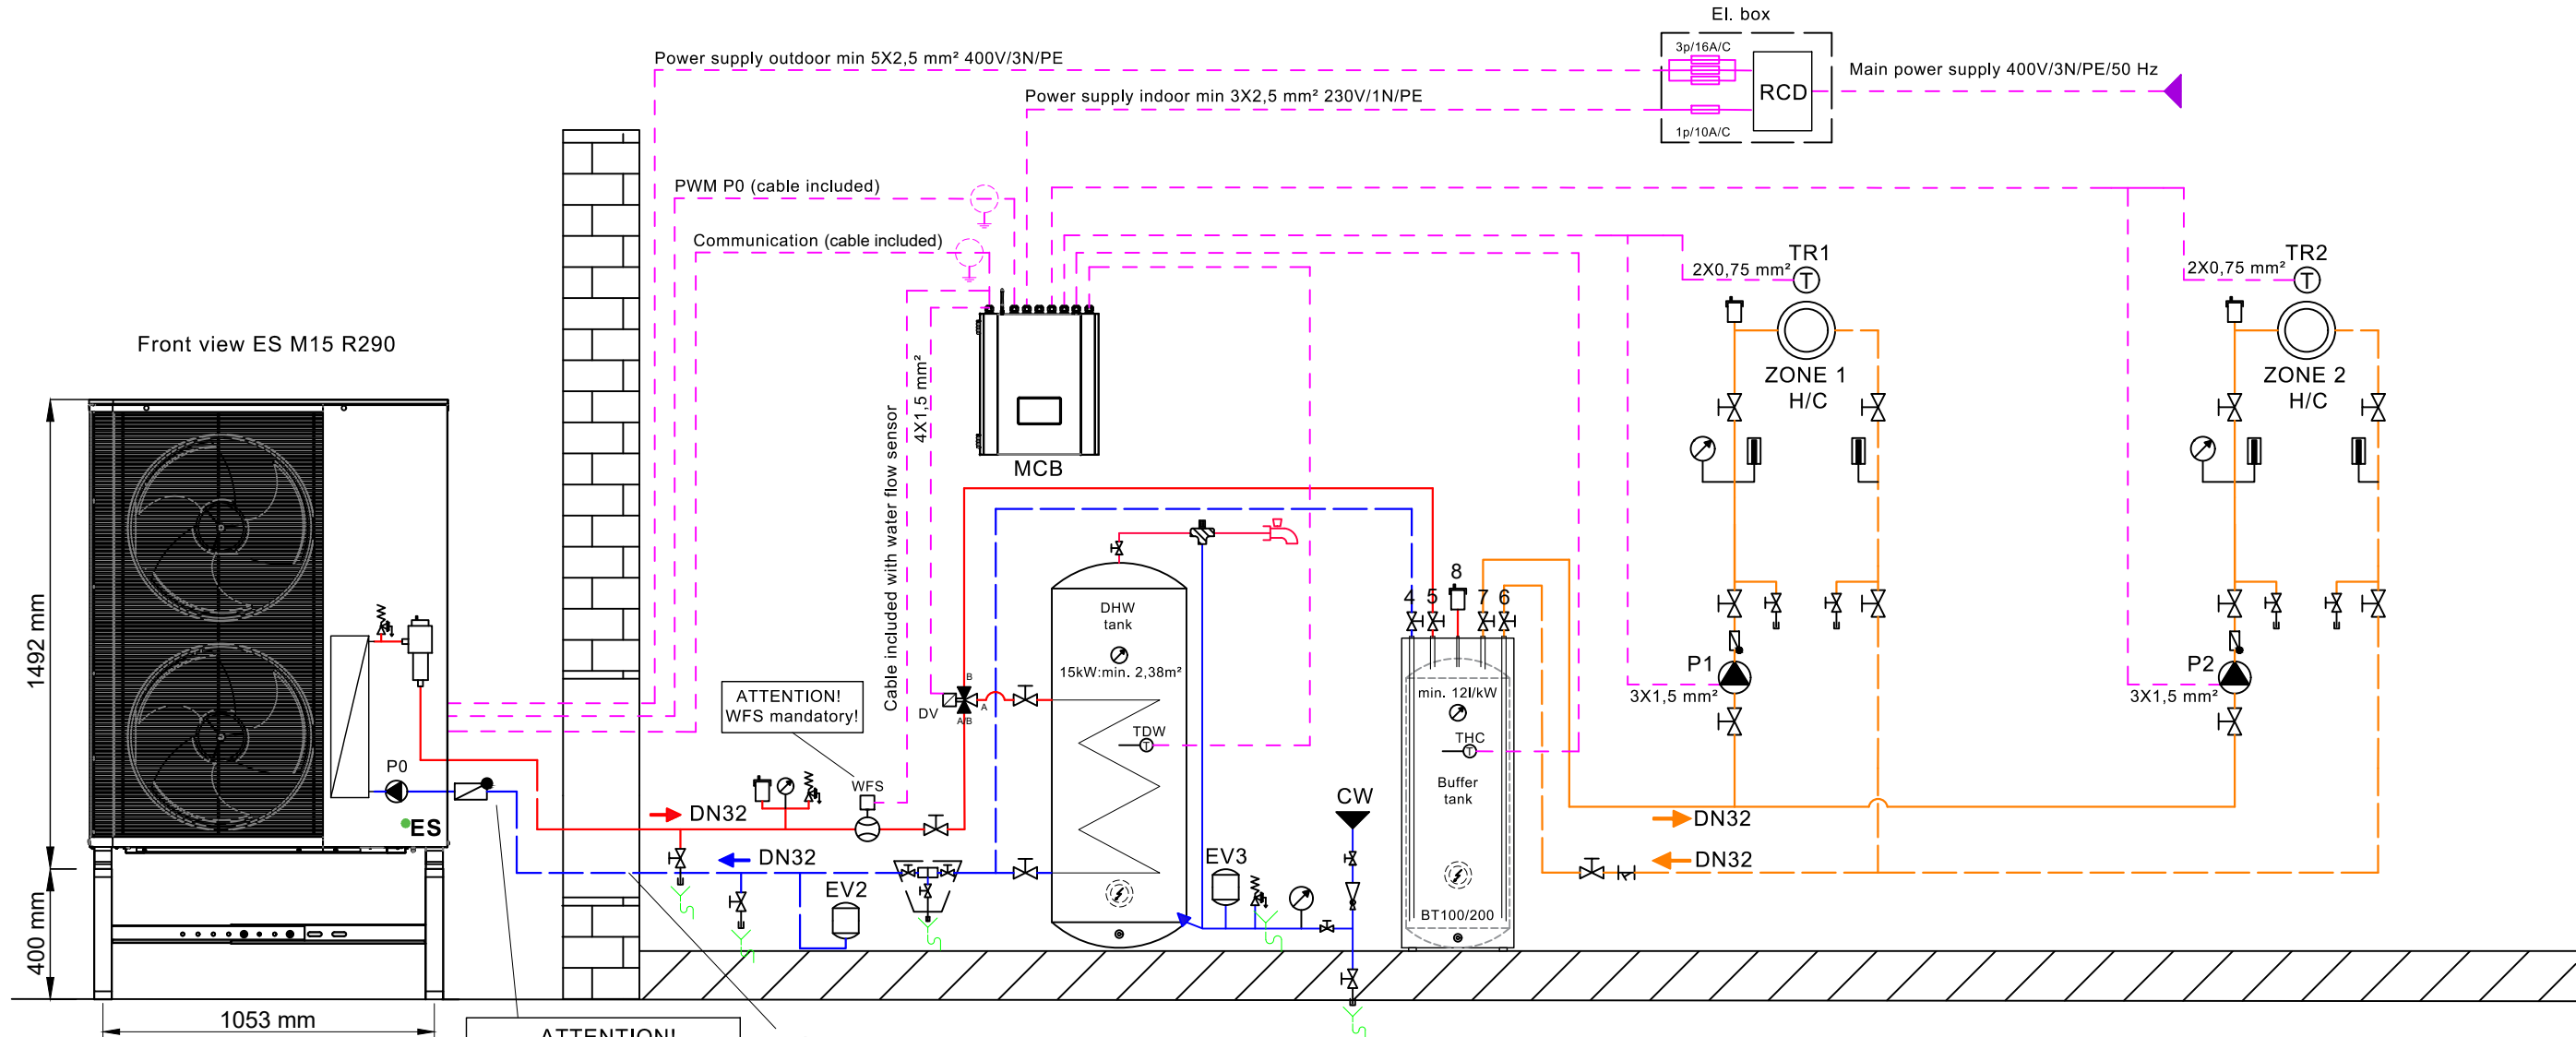 El. box
3p/16A/C
Power supply outdoor min 5X2,5 mm² 400V/3N/PE
RCD
Main power supply 400V/3N/PE/50 Hz
Power supply indoor min 3X2,5 mm² 230V/1N/PE
1p/10A/C
PWM P0 (cable included)
Communication (cable included)
TR1
2X0,75 mm²
T
TR2
2X0,75 mm²
T
Front view ES M15 R290
ZONE 1
H/C
ZONE 2
H/C
Cable included with water flow sensor
4X1,5 mm²
MCB
1492 mm
400 mm
1053 mm
8
4
5
7
6
DHW
tank
15kW:min. 2,38m²
TDW
T
ATTENTION!
WFS mandatory!
B
DV
A
A/B
min. 12l/kW
THC
T
Buffer
tank
BT100/200
P1
3X1,5 mm²
P2
3X1,5 mm²
P0
ES
WFS
DN32
DN32
CW
EV2
EV3
DN32
DN32
ATTENTION!